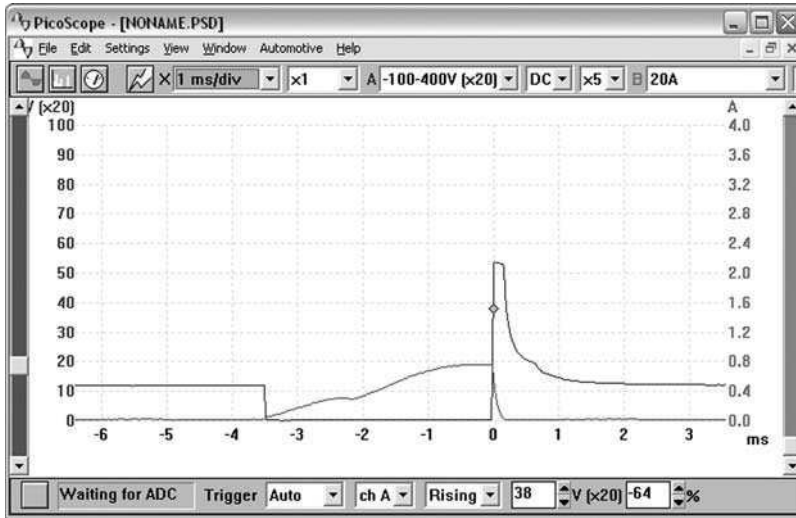 PicoScope - [NONAME.PSD]
File Edit Settings View Window Automotive Help
X 1 ms/div x1 A -100-400V (x20) DC x5 B 20A
V (x20) A
100 4.0
90 3.6
80 3.2
70 2.8
60 2.4
50 2.0
40 1.6
30 1.2
20 0.8
10 0.4
0 0.0
-6 -5 -4 -3 -2 -1 0 1 2 3 ms
Waiting for ADC Trigger Auto ch A Rising 38 V (x20) -64 %